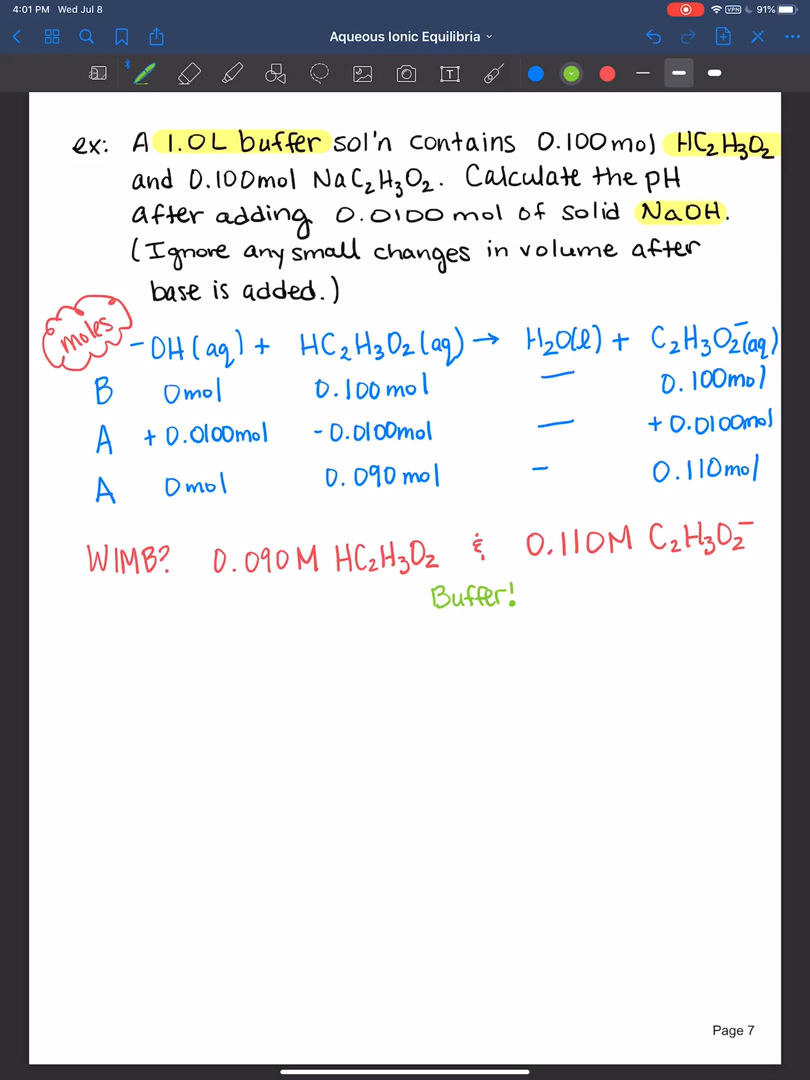 4:01 PM Wed Jul 8 VPN 91%
Aqueous Ionic Equilibria
T
ex: A 1.0L buffer sol'n contains 0.100mol HC₂H₃O₂
and 0.100mol NaC₂H₃O₂. Calculate the pH
after adding 0.0100 mol of solid NaOH.
(Ignore any small changes in volume after
base is added.)
moles
-OH(aq) + HC₂H₃O₂(aq) → H₂O(l) + C₂H₃O₂⁻(aq)
B 0mol 0.100mol — 0.100mol
A +0.0100mol -0.0100mol — +0.0100mol
A 0mol 0.090mol - 0.110mol
WIMB? 0.090M HC₂H₃O₂ & 0.110M C₂H₃O₂⁻
Buffer!
Page 7